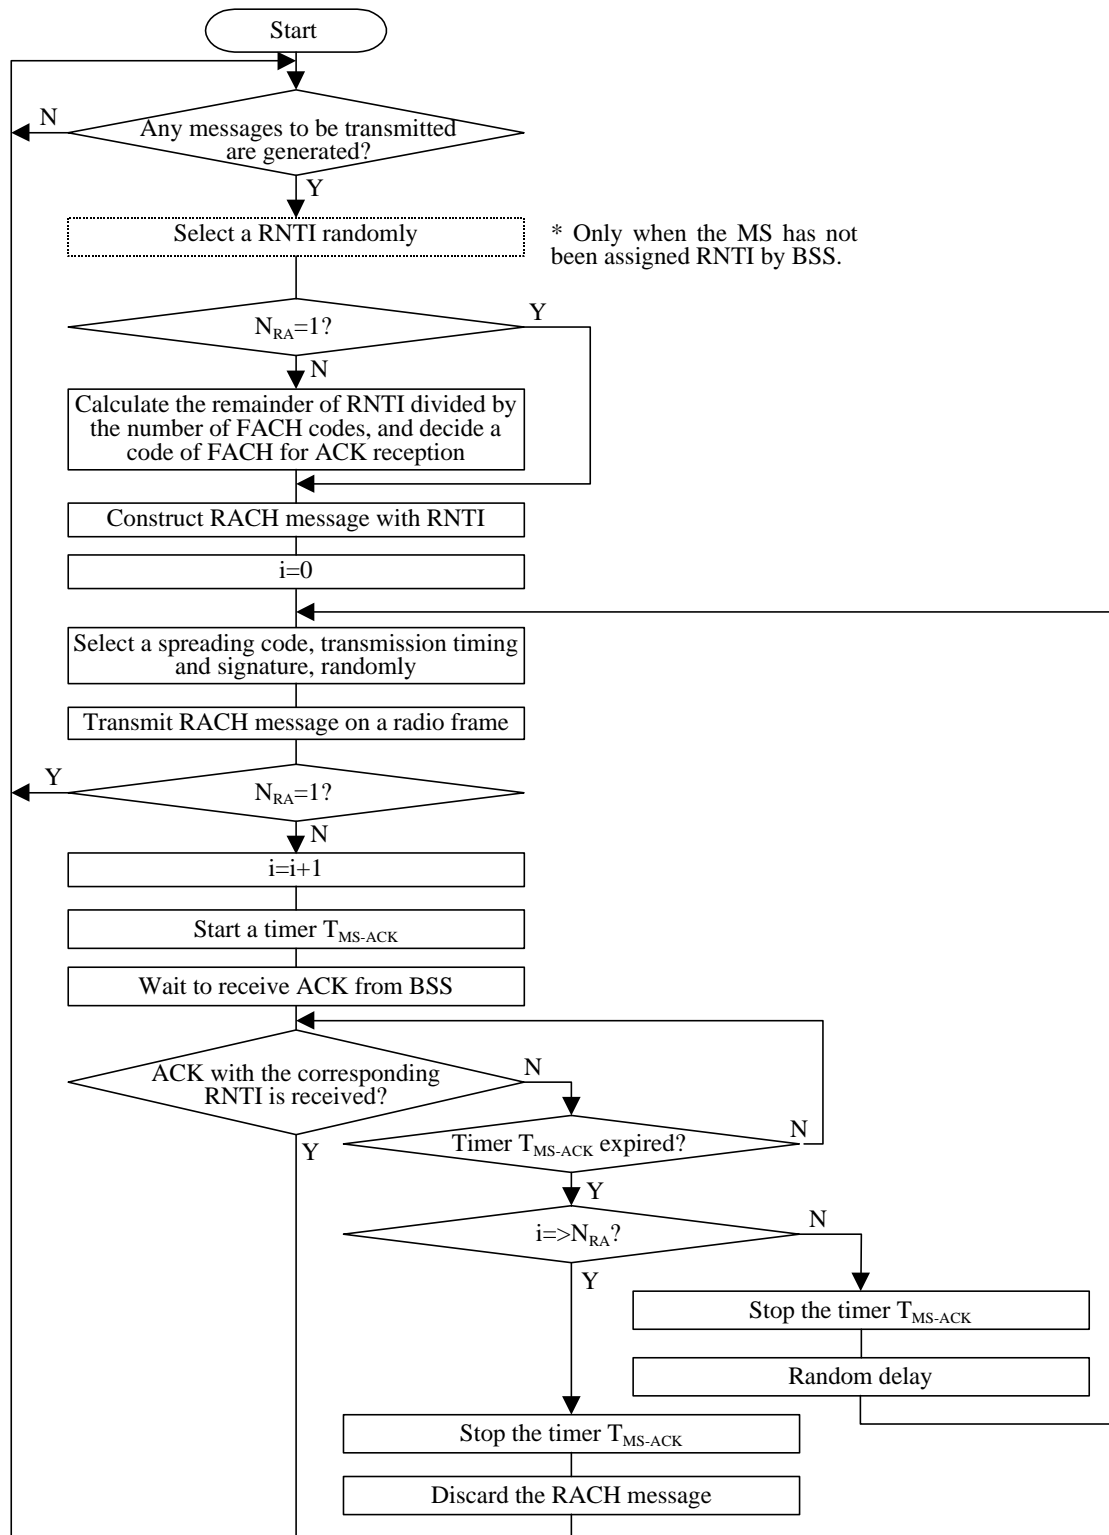 Start
N
Any messages to be transmitted
are generated?
Y
Select a RNTI randomly
* Only when the MS has not
been assigned RNTI by BSS.
N_RA=1?
Y
N
Calculate the remainder of RNTI divided by
the number of FACH codes, and decide a
code of FACH for ACK reception
Construct RACH message with RNTI
i=0
Select a spreading code, transmission timing
and signature, randomly
Transmit RACH message on a radio frame
Y
N_RA=1?
N
i=i+1
Start a timer T_MS-ACK
Wait to receive ACK from BSS
ACK with the corresponding
RNTI is received?
N
Y
Timer T_MS-ACK expired?
N
Y
i=>N_RA?
N
Y
Stop the timer T_MS-ACK
Random delay
Stop the timer T_MS-ACK
Discard the RACH message